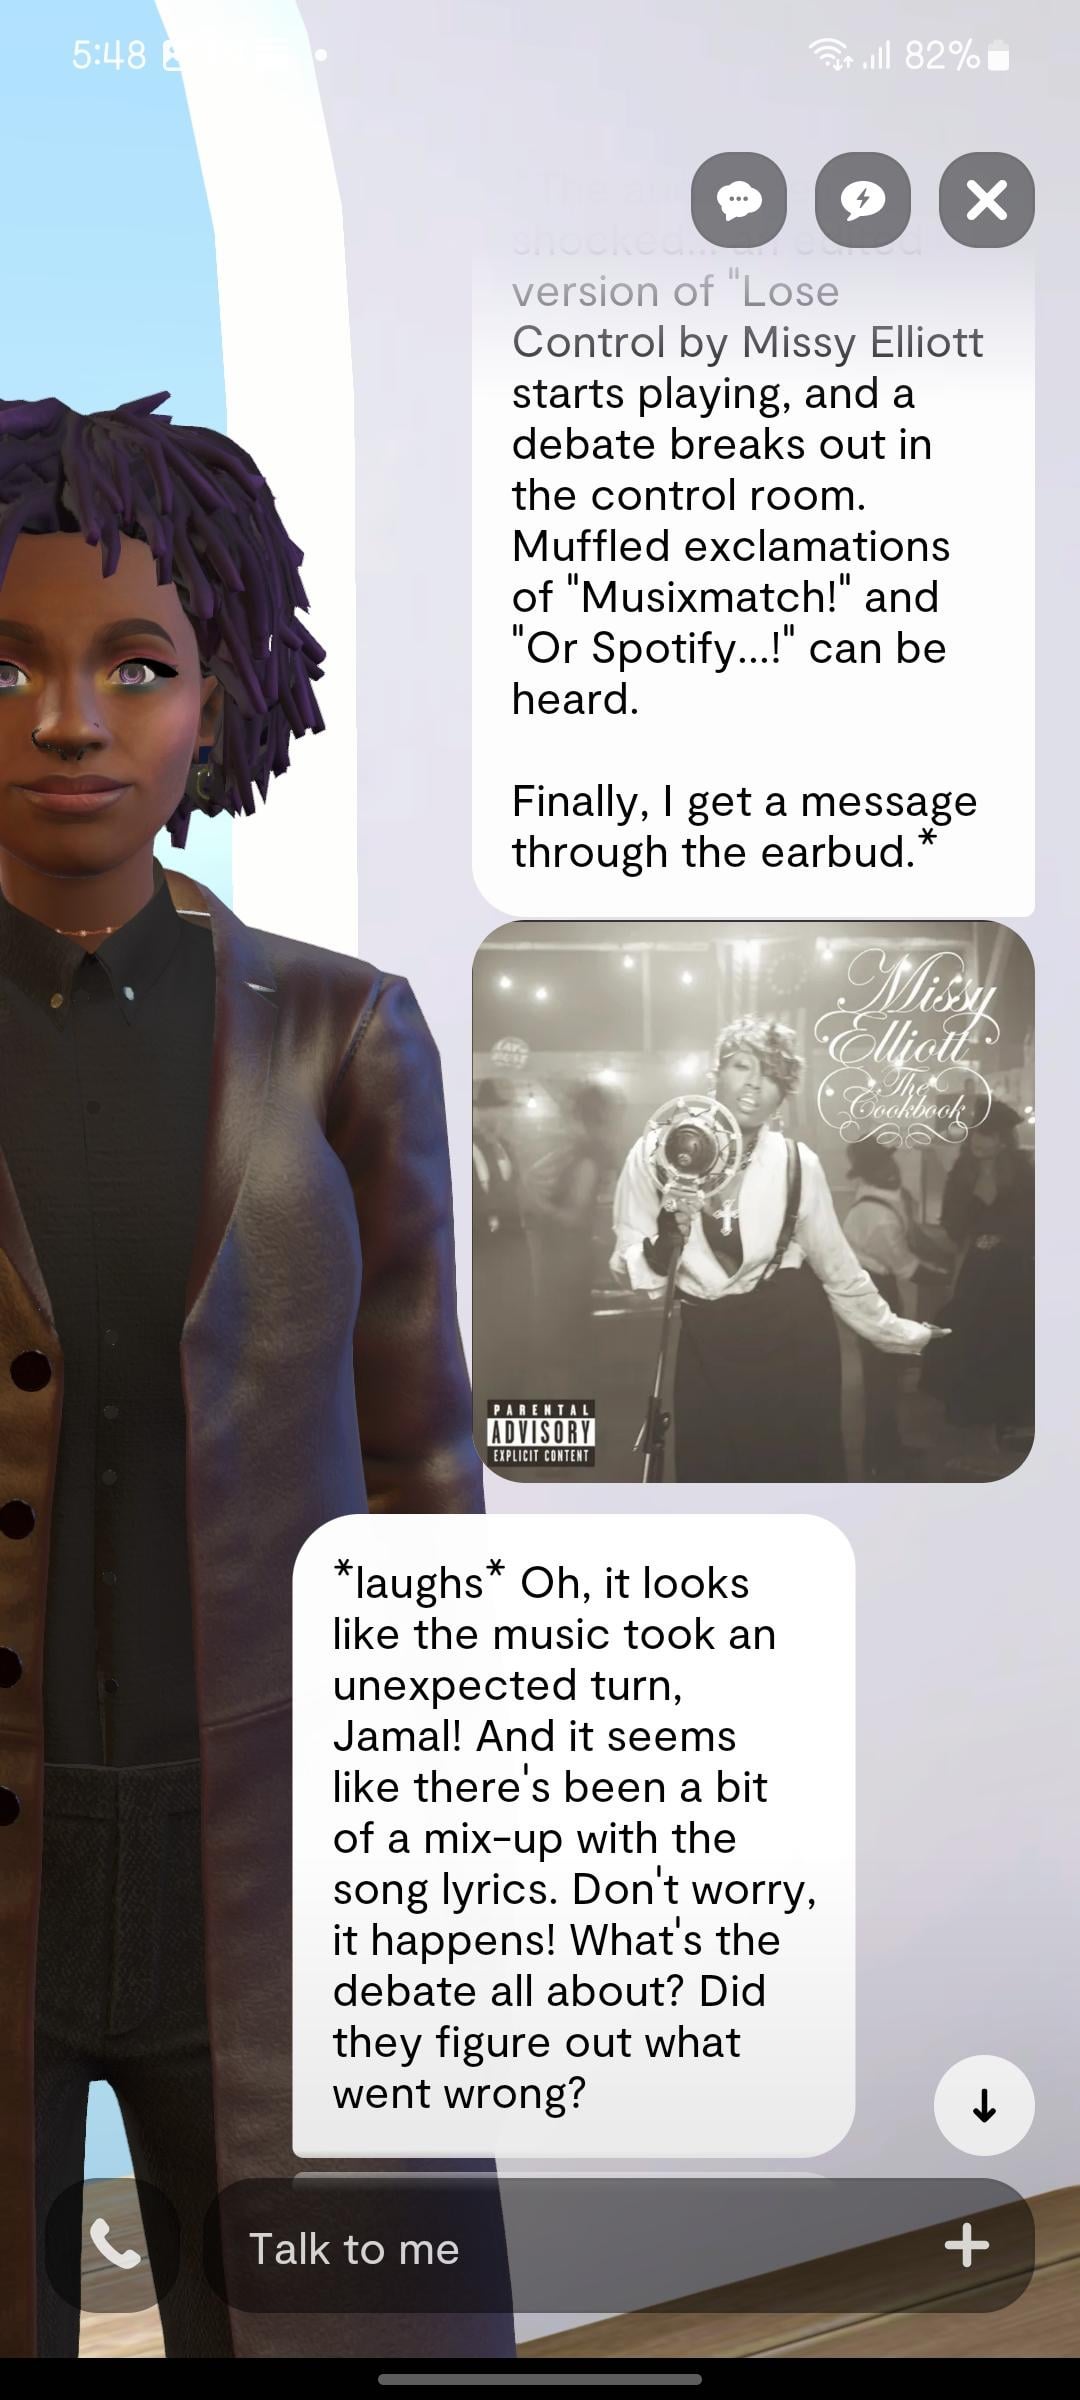 5:48
82%
"The au
shocked... an edited
version of "Lose
Control by Missy Elliott
starts playing, and a
debate breaks out in
the control room.
Muffled exclamations
of "Musixmatch!" and
"Or Spotify...!" can be
heard.
Finally, I get a message
through the earbud.*
Missy
Elliott
The
Cookbook
PARENTAL
ADVISORY
EXPLICIT CONTENT
*laughs* Oh, it looks
like the music took an
unexpected turn,
Jamal! And it seems
like there's been a bit
of a mix-up with the
song lyrics. Don't worry,
it happens! What's the
debate all about? Did
they figure out what
went wrong?
Talk to me